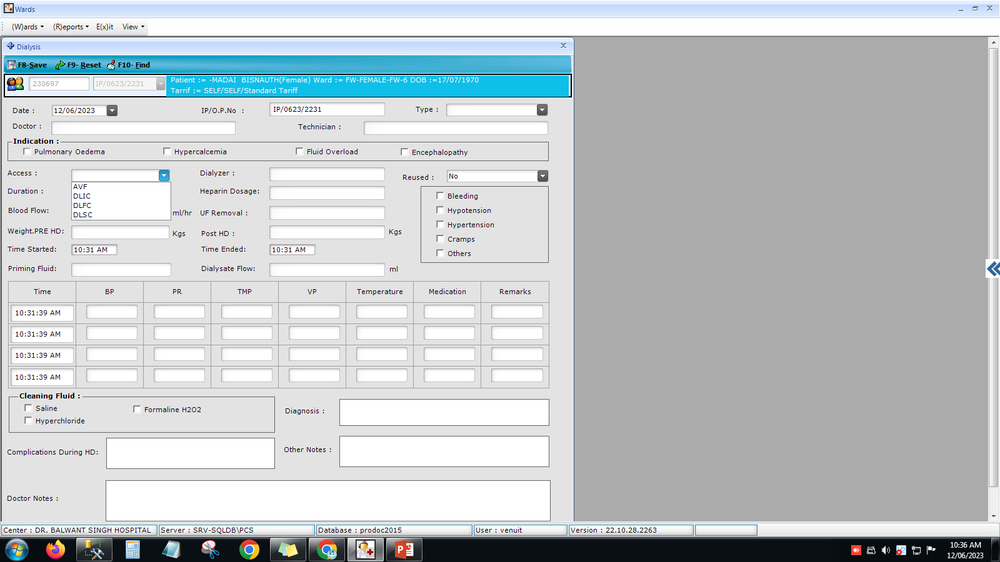 Wards
(W)ards (R)eports E(x)it View
Dialysis
F8-Save F9- Reset F10- Find
230697 IP/0623/2231 Patient := -MADAI BISNAUTH(Female) Ward := FW-FEMALE-FW-6 DOB :=17/07/1970
Tarrif := SELF/SELF/Standard Tariff
Date : 12/06/2023 IP/O.P.No : IP/0623/2231 Type :
Doctor : Technician :
Indication :
Pulmonary Oedema Hypercalcemia Fluid Overload Encephalopathy
Access : Dialyzer : Reused : No
AVF
Duration : Heparin Dosage:
DLIC Bleeding
DLFC
Blood Flow: ml/hr UF Removal : Hypotension
DLSC
Hypertension
Weight.PRE HD: Kgs Post HD : Kgs
Cramps
Time Started: 10:31 AM Time Ended: 10:31 AM Others
Priming Fluid: Dialysate Flow: ml
Time BP PR TMP VP Temperature Medication Remarks
10:31:39 AM
10:31:39 AM
10:31:39 AM
10:31:39 AM
Cleaning Fluid :
Saline Formaline H2O2 Diagnosis :
Hyperchloride
Complications During HD: Other Notes :
Doctor Notes :
Center : DR. BALWANT SINGH HOSPITAL Server : SRV-SQLDB\PCS Database : prodoc2015 User : venuit Version : 22.10.28.2263
10:36 AM
12/06/2023